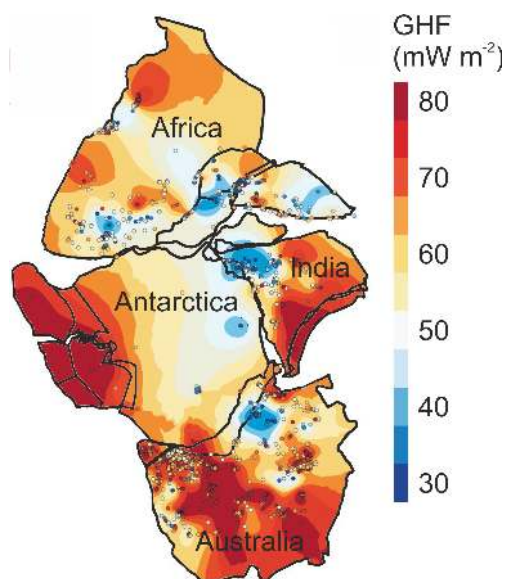 GHF
(mW m⁻²)
80
70
60
50
40
30
Africa
India
Antarctica
Australia